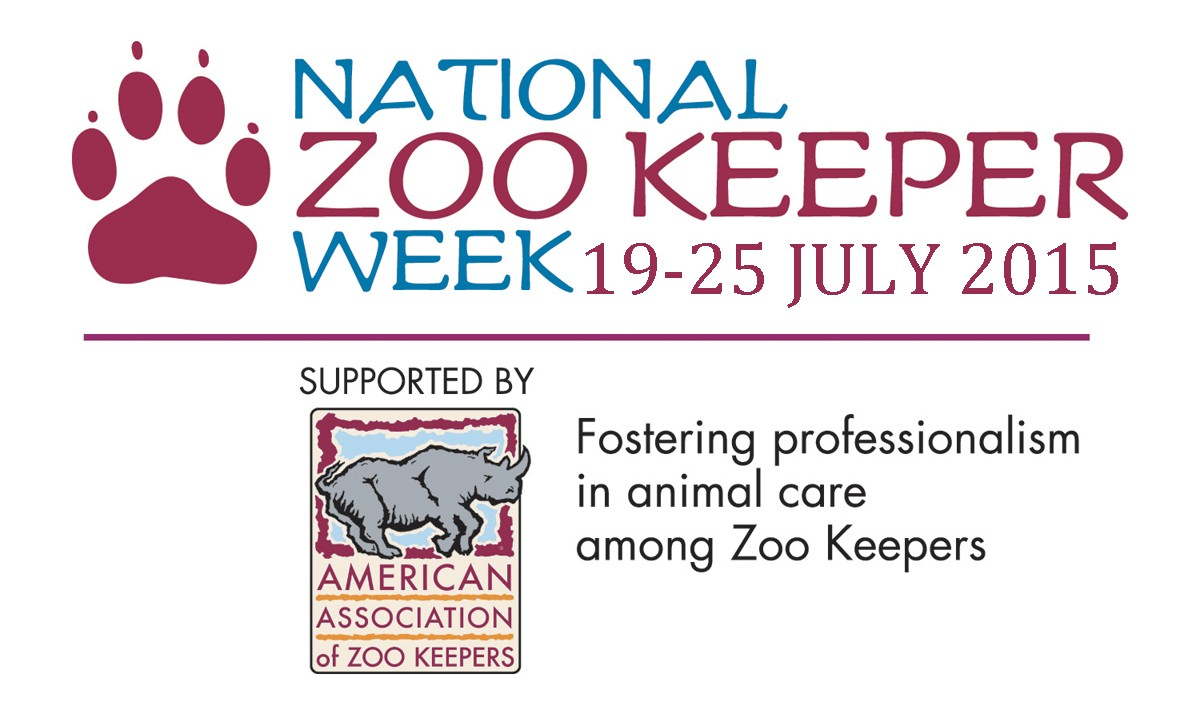 NATIONAL
ZOO KEEPER
WEEK 19-25 JULY 2015
SUPPORTED BY
AMERICAN
ASSOCIATION
of ZOO KEEPERS
Fostering professionalism
in animal care
among Zoo Keepers